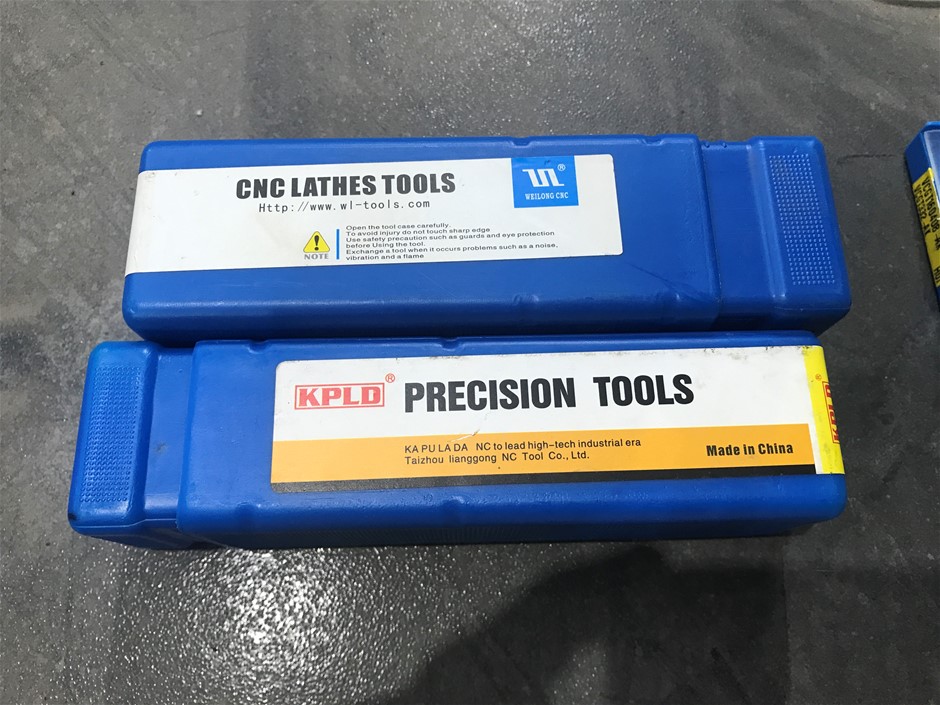 CNC LATHES TOOLS
Http://www.wl-tools.com
WEILONG CNC
®
NOTE
Open the tool case carefully.
To avoid injury do not touch sharp edge.
Use safety precaution such as guards and eye protection
before Using the tool.
Exchange a tool when it occurs problems such as a noise,
vibration and a flame
KPLD® PRECISION TOOLS
KA PU LA DA NC to lead high-tech industrial era
Taizhou lianggong NC Tool Co., Ltd.
Made in China
KPLD